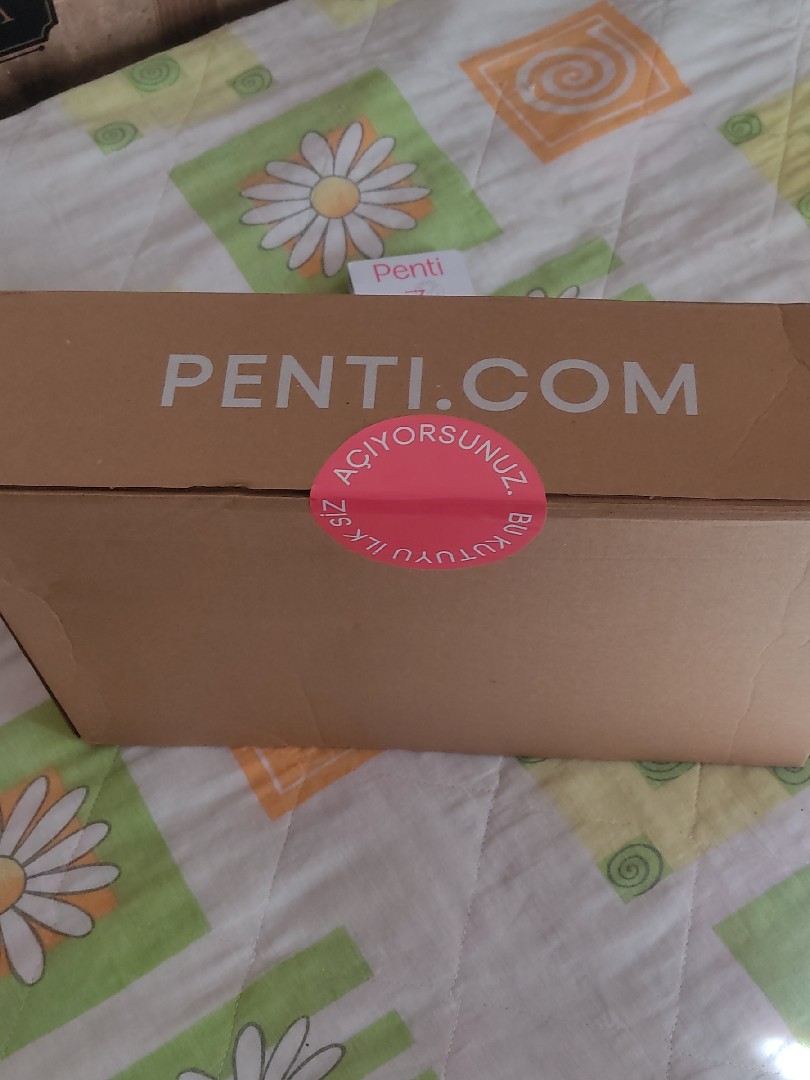 Penti
PENTI.COM
BU KUTUYU İLK SİZ AÇIYORSUNUZ.